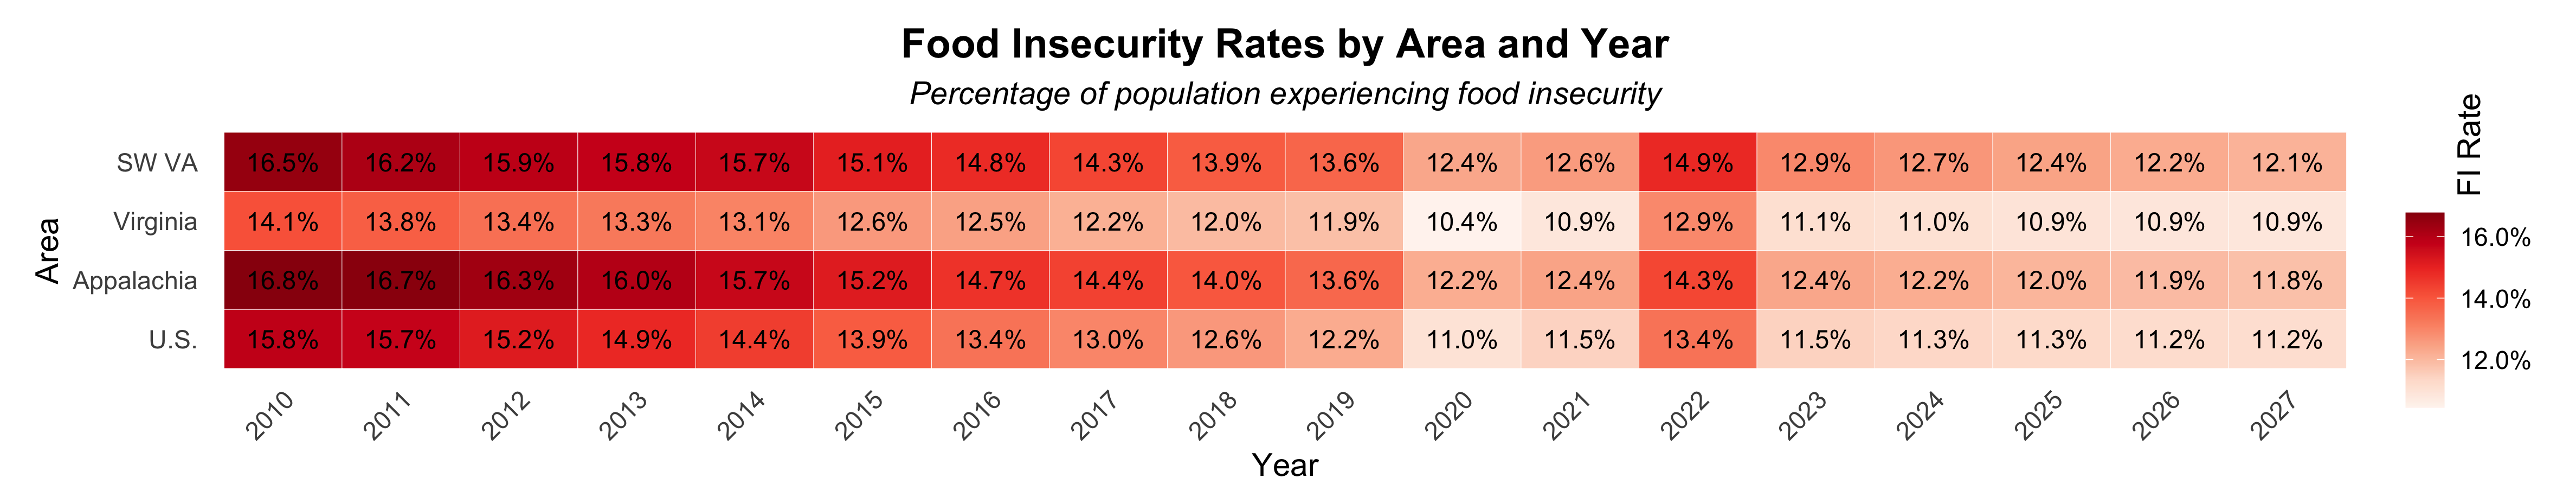 Food Insecurity Rates by Area and Year
Percentage of population experiencing food insecurity
Area
SW VA 16.5% 16.2% 15.9% 15.8% 15.7% 15.1% 14.8% 14.3% 13.9% 13.6% 12.4% 12.6% 14.9% 12.9% 12.7% 12.4% 12.2% 12.1%
Virginia 14.1% 13.8% 13.4% 13.3% 13.1% 12.6% 12.5% 12.2% 12.0% 11.9% 10.4% 10.9% 12.9% 11.1% 11.0% 10.9% 10.9% 10.9%
Appalachia 16.8% 16.7% 16.3% 16.0% 15.7% 15.2% 14.7% 14.4% 14.0% 13.6% 12.2% 12.4% 14.3% 12.4% 12.2% 12.0% 11.9% 11.8%
U.S. 15.8% 15.7% 15.2% 14.9% 14.4% 13.9% 13.4% 13.0% 12.6% 12.2% 11.0% 11.5% 13.4% 11.5% 11.3% 11.3% 11.2% 11.2%
2010 2011 2012 2013 2014 2015 2016 2017 2018 2019 2020 2021 2022 2023 2024 2025 2026 2027
Year
FI Rate
16.0%
14.0%
12.0%